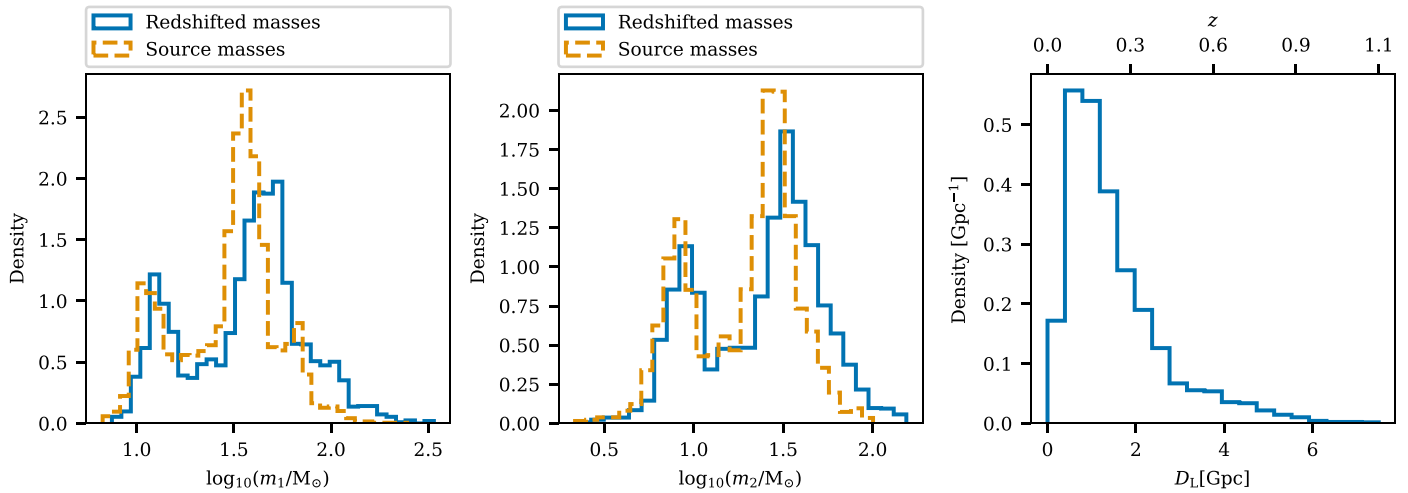 Redshifted masses
Source masses
Density
0.0
0.5
1.0
1.5
2.0
2.5
1.0
1.5
2.0
2.5
log₁₀(m₁/M☉)
Redshifted masses
Source masses
Density
0.00
0.25
0.50
0.75
1.00
1.25
1.50
1.75
2.00
0.5
1.0
1.5
2.0
log₁₀(m₂/M☉)
z
0.0 0.3 0.6 0.9 1.1
Density [Gpc⁻¹]
0.0
0.1
0.2
0.3
0.4
0.5
0 2 4 6
D_L[Gpc]